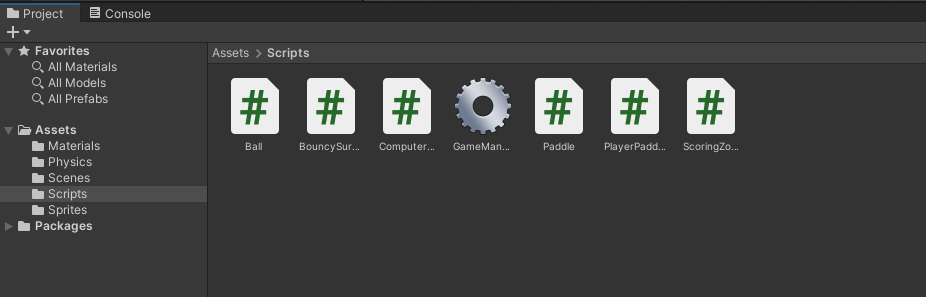 Project Console
Favorites
All Materials
All Models
All Prefabs
Assets
Materials
Physics
Scenes
Scripts
Sprites
Packages
Assets > Scripts
# # # # # #
Ball BouncySur... Computer... GameMan... Paddle PlayerPadd... ScoringZo...